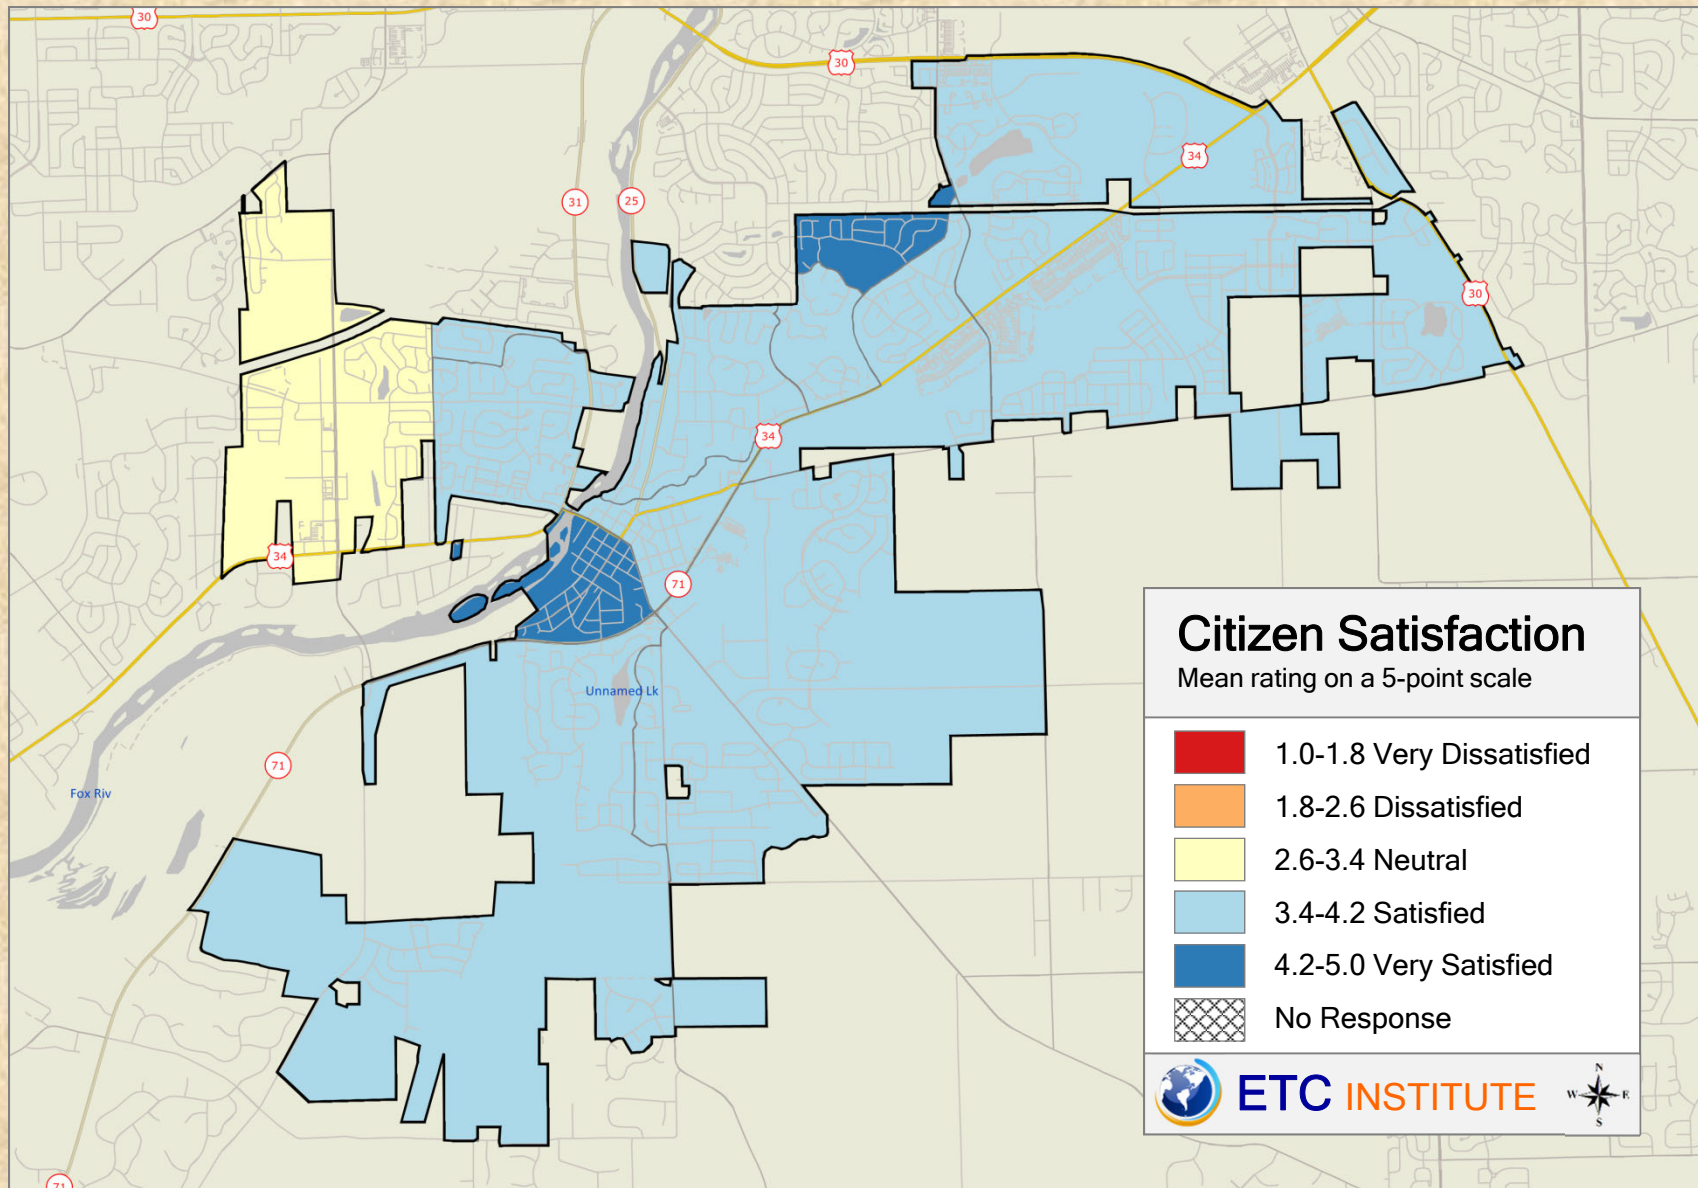 30
30
34
31
25
30
34
34
71
Unnamed Lk
71
Fox Riv
71
Citizen Satisfaction
Mean rating on a 5-point scale
1.0-1.8 Very Dissatisfied
1.8-2.6 Dissatisfied
2.6-3.4 Neutral
3.4-4.2 Satisfied
4.2-5.0 Very Satisfied
No Response
ETC INSTITUTE
N
W E
S